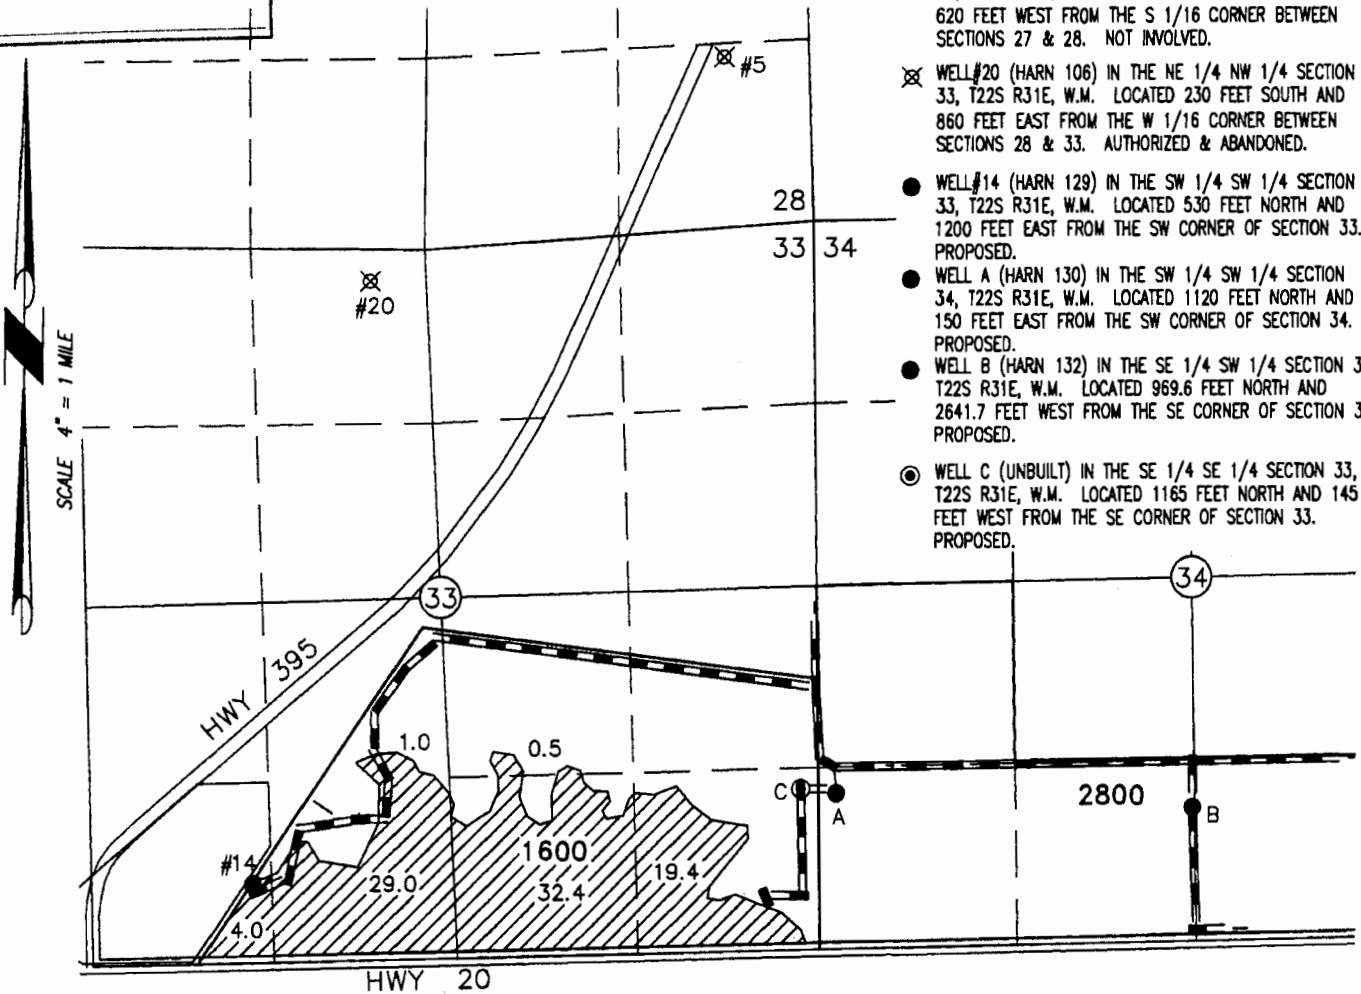 620 FEET WEST FROM THE S 1/16 CORNER BETWEEN
SECTIONS 27 & 28. NOT INVOLVED.
WELL#20 (HARN 106) IN THE NE 1/4 NW 1/4 SECTION
33, T22S R31E, W.M. LOCATED 230 FEET SOUTH AND
860 FEET EAST FROM THE W 1/16 CORNER BETWEEN
SECTIONS 28 & 33. AUTHORIZED & ABANDONED.
WELL#14 (HARN 129) IN THE SW 1/4 SW 1/4 SECTION
33, T22S R31E, W.M. LOCATED 530 FEET NORTH AND
1200 FEET EAST FROM THE SW CORNER OF SECTION 33.
PROPOSED.
WELL A (HARN 130) IN THE SW 1/4 SW 1/4 SECTION
34, T22S R31E, W.M. LOCATED 1120 FEET NORTH AND
150 FEET EAST FROM THE SW CORNER OF SECTION 34.
PROPOSED.
WELL B (HARN 132) IN THE SE 1/4 SW 1/4 SECTION 3
T22S R31E, W.M. LOCATED 969.6 FEET NORTH AND
2641.7 FEET WEST FROM THE SE CORNER OF SECTION 3
PROPOSED.
WELL C (UNBUILT) IN THE SE 1/4 SE 1/4 SECTION 33,
T22S R31E, W.M. LOCATED 1165 FEET NORTH AND 145
FEET WEST FROM THE SE CORNER OF SECTION 33.
PROPOSED.
#5
28
33 34
#20
SCALE 4" = 1 MILE
33
34
HWY 395
1.0
0.5
C
A
2800
B
#14
1600
29.0
32.4
19.4
4.0
HWY 20